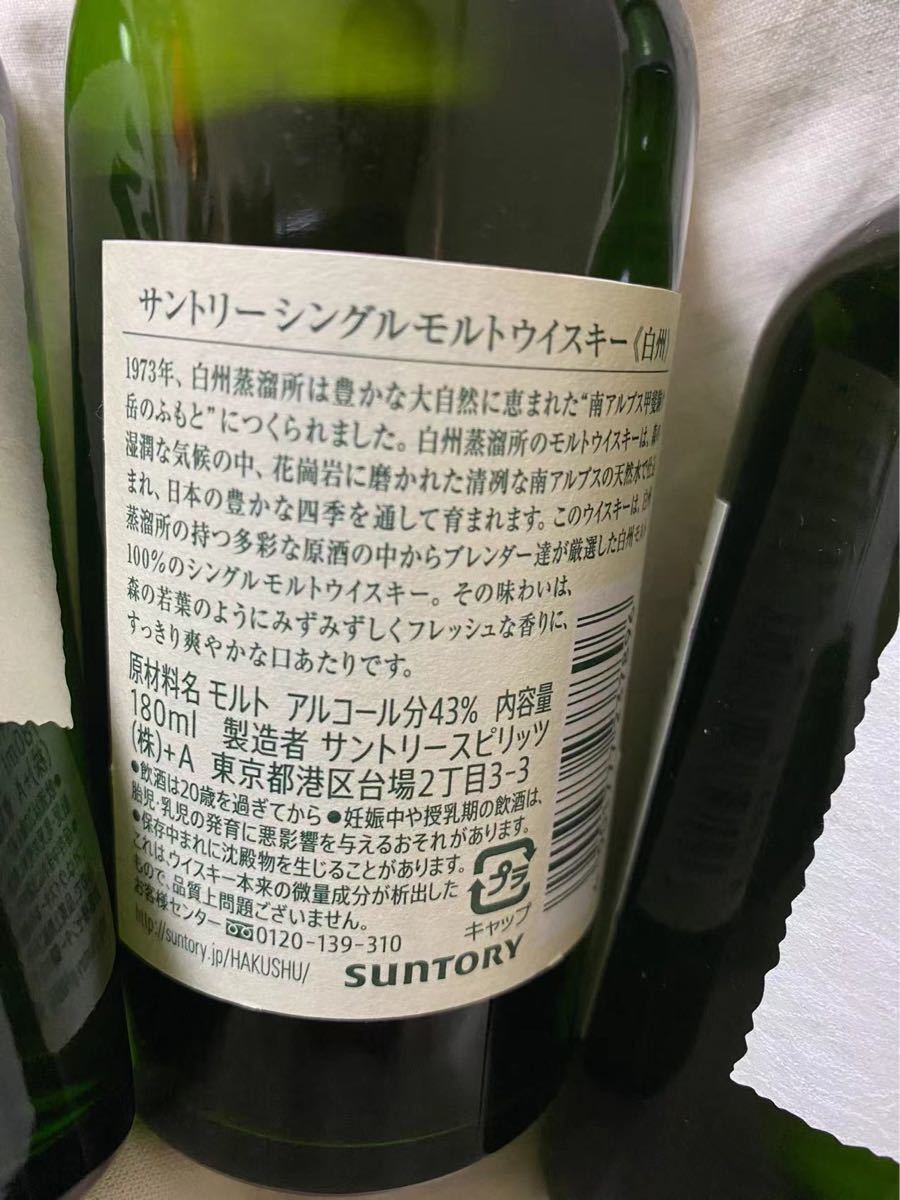 サントリーシングルモルトウイスキー《白州
1973年、白州蒸溜所は豊かな大自然に恵まれた“南アルプス甲斐駒
岳のふもと”につくられました。白州蒸溜所のモルトウイスキーは、
湿潤な気候の中、花崗岩に磨かれた清冽な南アルプスの天然水で
まれ、日本の豊かな四季を通して育まれます。このウイスキーは、白州
蒸溜所の持つ多彩な原酒の中からブレンダー達が厳選した白州モル
100%のシングルモルトウイスキー。その味わいは、
森の若葉のようにみずみずしくフレッシュな香りに、
すっきり爽やかな口あたりです。
原材料名 モルト アルコール分43% 内容量
180ml 製造者 サントリースピリッツ
(株)+A 東京都港区台場2丁目3-3
●飲酒は20歳を過ぎてから ●妊娠中や授乳期の飲酒は、
胎児・乳児の発育に悪影響を与えるおそれがあります。
●保存中まれに沈殿物を生じることがあります。
これは、ウイスキー本来の微量成分が析出した
もので、品質上問題ございません。
お客様センター 0120-139-310
http://suntory.jp/HAKUSHU/
プラ
キャップ
SUNTORY